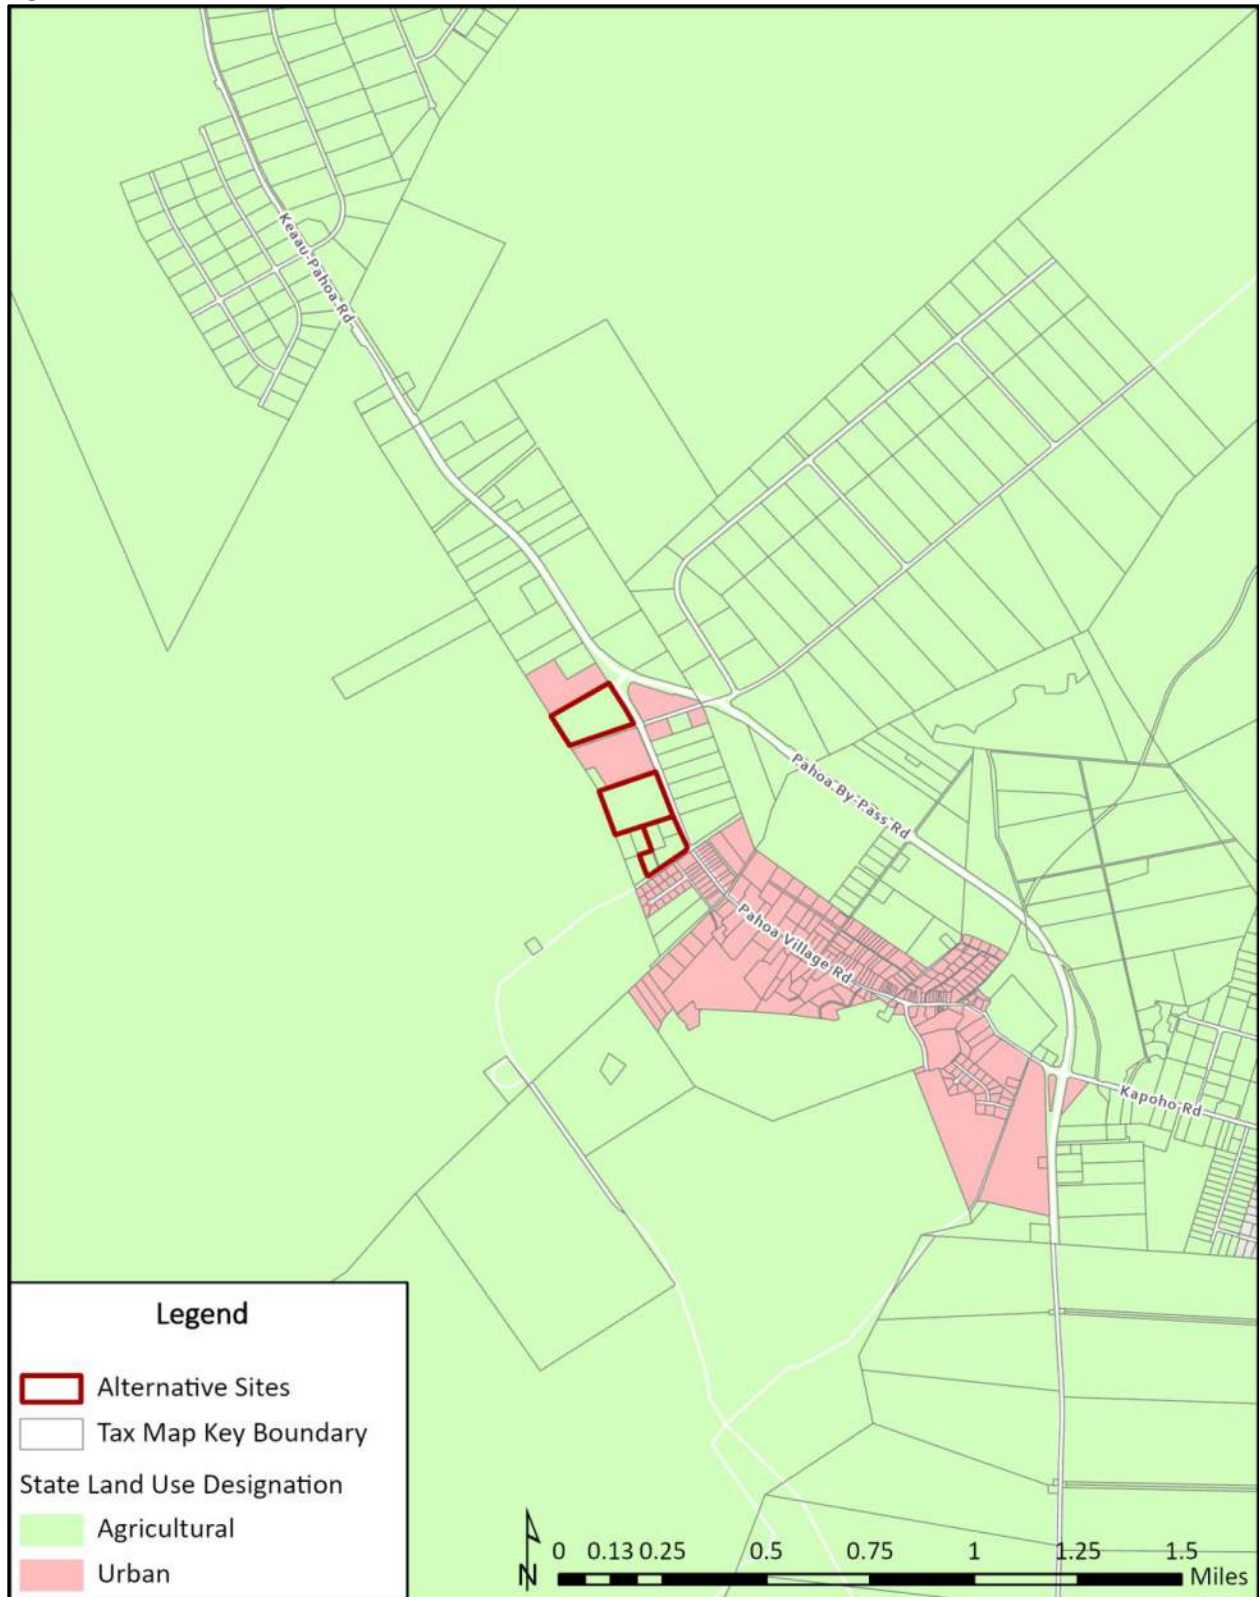 Keaau-Pahoa-Rd
Pahoa-By-Pass-Rd
Pahoa-Village-Rd
Kapoho-Rd
Legend
Alternative Sites
Tax Map Key Boundary
State Land Use Designation
Agricultural
Urban
N
0 0.13 0.25 0.5 0.75 1 1.25 1.5
Miles